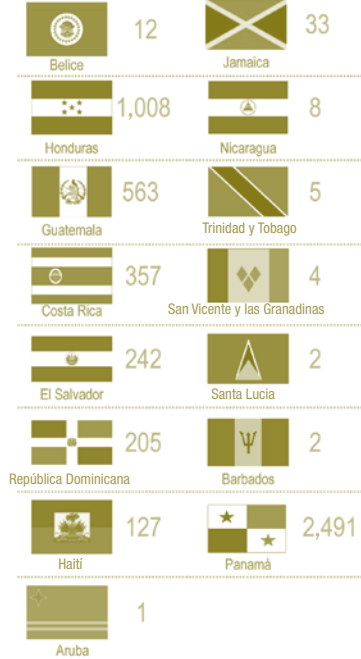 12
33
Belice
Jamaica
1,008
8
Honduras
Nicaragua
563
5
Guatemala
Trinidad y Tobago
357
4
Costa Rica
San Vicente y las Granadinas
242
2
El Salvador
Santa Lucia
205
2
República Dominicana
Barbados
127
2,491
Haití
Panamá
1
Aruba